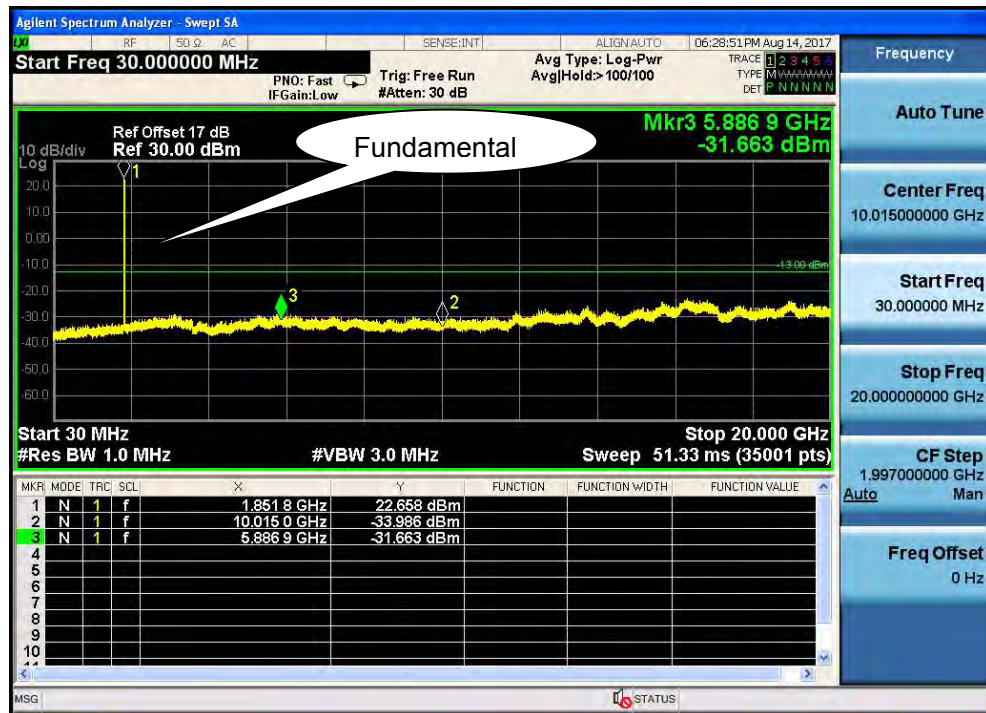 Agilent Spectrum Analyzer - Swept SA
LXI RF 50 Ω AC SENSE:INT ALIGN AUTO 06:28:51 PM Aug 14, 2017
Start Freq 30.000000 MHz
PNO: Fast
IFGain:Low
Trig: Free Run
#Atten: 30 dB
Avg Type: Log-Pwr
Avg|Hold:>100/100
TRACE 1 2 3 4 5 6
TYPE M
DET P N N N N N
Frequency
Auto Tune
Center Freq
10.015000000 GHz
Start Freq
30.000000 MHz
Stop Freq
20.000000000 GHz
CF Step
1.997000000 GHz
Auto Man
Freq Offset
0 Hz
Mkr3 5.886 9 GHz
-31.663 dBm
Ref Offset 17 dB
10 dB/div Ref 30.00 dBm
Log
Fundamental
1
20.0
10.0
0.00
-10.0
-13.00 dBm
-20.0
3
2
-30.0
-40.0
-50.0
-60.0
Start 30 MHz Stop 20.000 GHz
#Res BW 1.0 MHz #VBW 3.0 MHz Sweep 51.33 ms (35001 pts)
MKR MODE TRC SCL X Y FUNCTION FUNCTION WIDTH FUNCTION VALUE
1 N 1 f 1.851 8 GHz 22.658 dBm
2 N 1 f 10.015 0 GHz -33.986 dBm
3 N 1 f 5.886 9 GHz -31.663 dBm
4
5
6
7
8
9
10
11
MSG STATUS